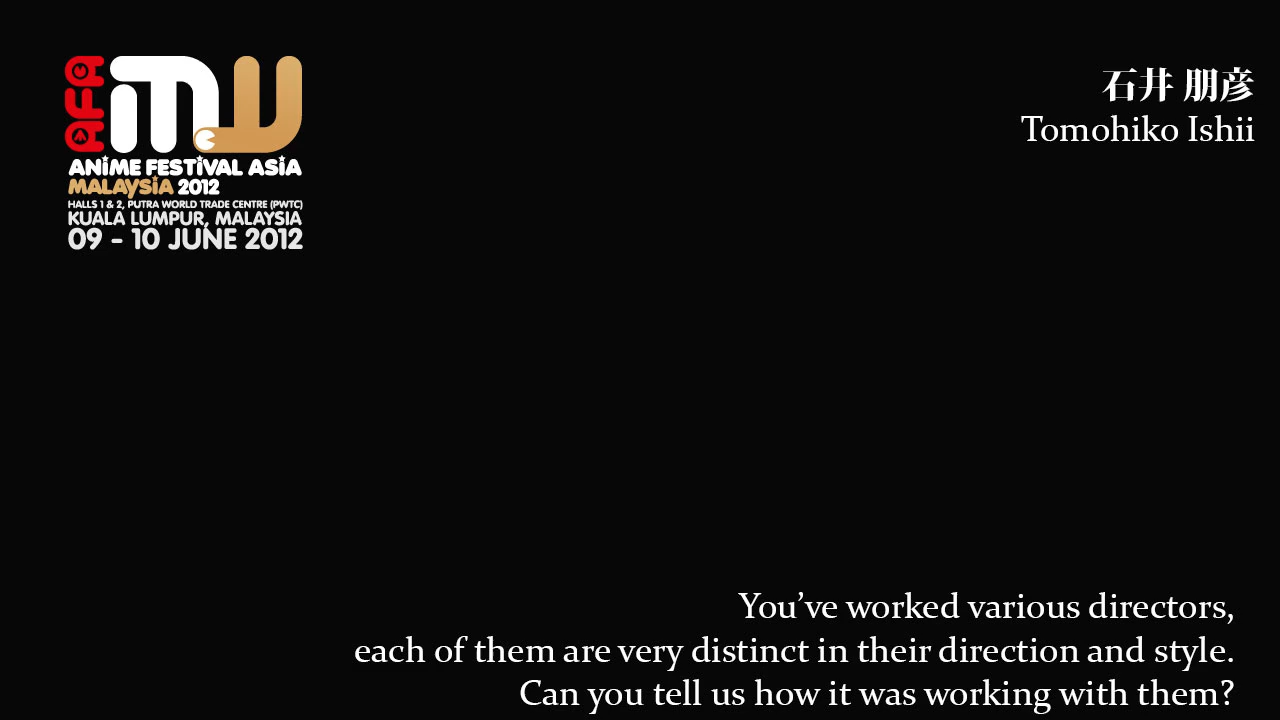 AFA
ANiME FESTiVAL ASiA
MALAYSiA 2012
HALLS 1 & 2, PUTRA WORLD TRADE CENTRE (PWTC)
KUALA LUMPUR, MALAYSIA
09 - 10 JUNE 2012
石井 朋彦
Tomohiko Ishii
You’ve worked various directors,
each of them are very distinct in their direction and style.
Can you tell us how it was working with them?